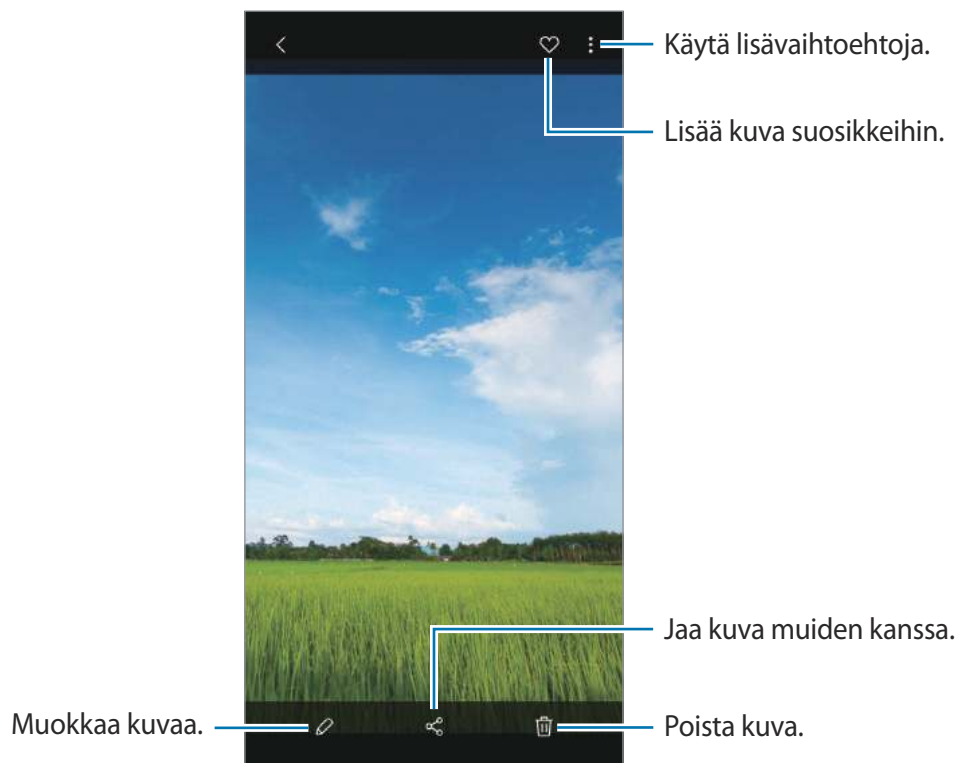 Käytä lisävaihtoehtoja.
Lisää kuva suosikkeihin.
Jaa kuva muiden kanssa.
Muokkaa kuvaa.
Poista kuva.